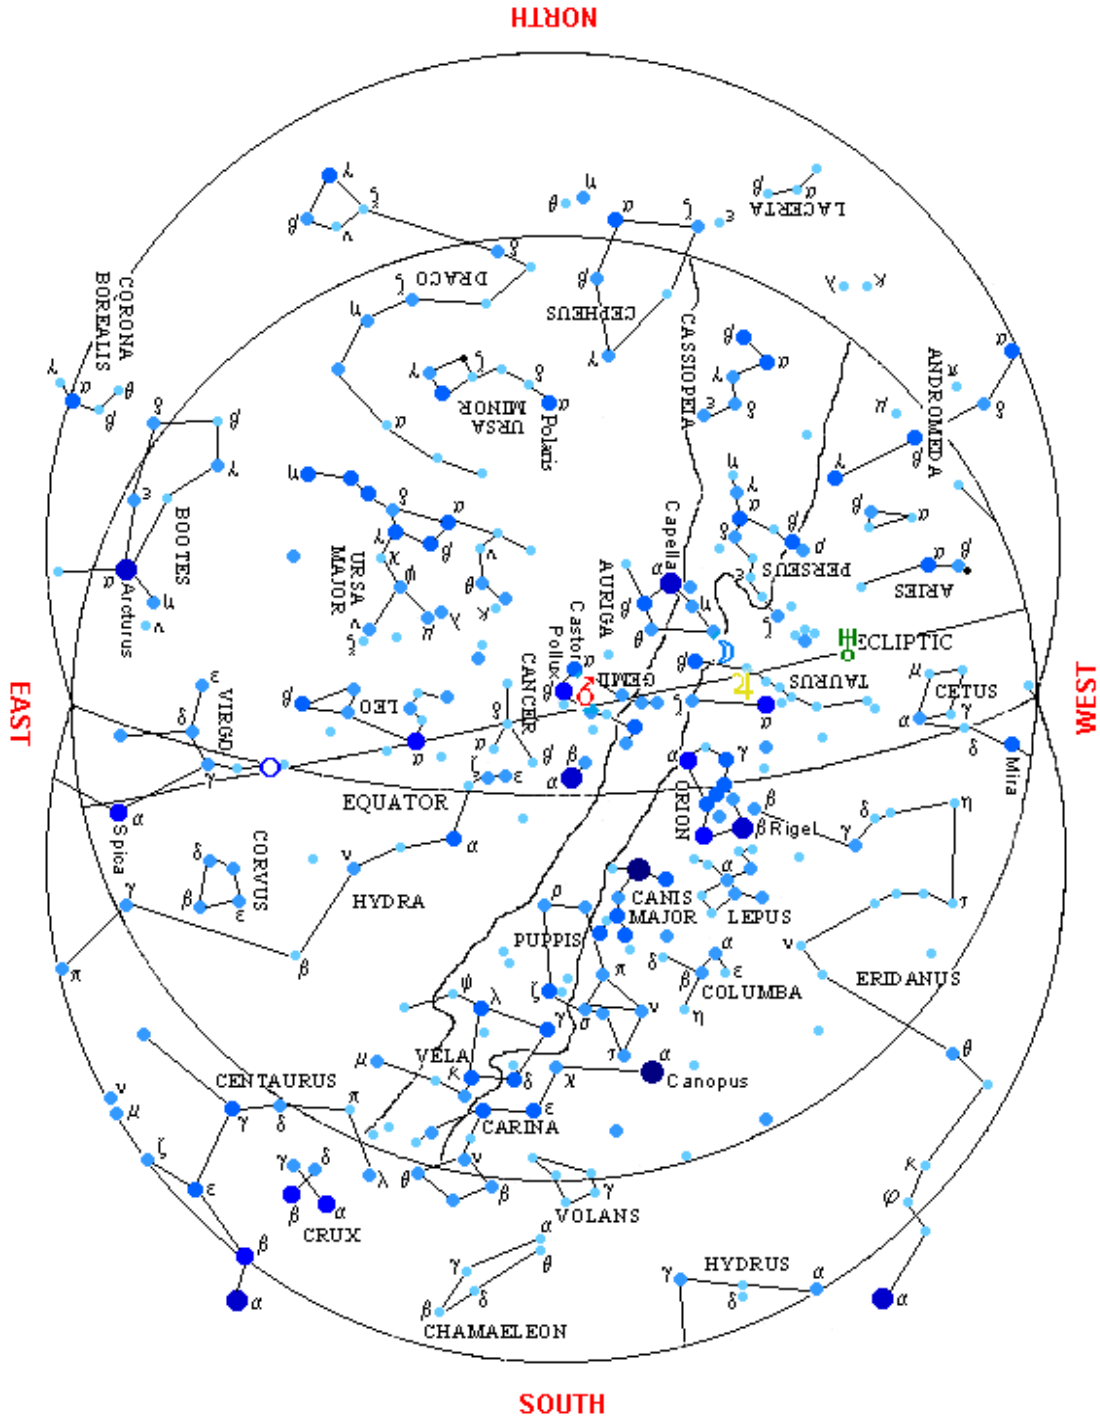 NORTH
LACERTA
DRACO
CEPHEUS
CORONA
BOREALIS
CASSIOPEIA
ANDROMEDA
URSA
MINOR
Polaris
BOOTES
Arcturus
URSA
MAJOR
Capella
PERSEUS
ARIES
AURIGA
Castor
Pollux
GEMII
ECLIPTIC
TAURUS
CETUS
Mira
CANCER
LEO
VIRGO
EAST
WEST
EQUATOR
ORION
β Rigel
Spica
CORVUS
HYDRA
CANIS
MAJOR
LEPUS
PUPPIS
COLUMBA
ERIDANUS
VELA
Canopus
CENTAURUS
CARINA
CRUX
VOLANS
HYDRUS
CHAMAELEON
SOUTH